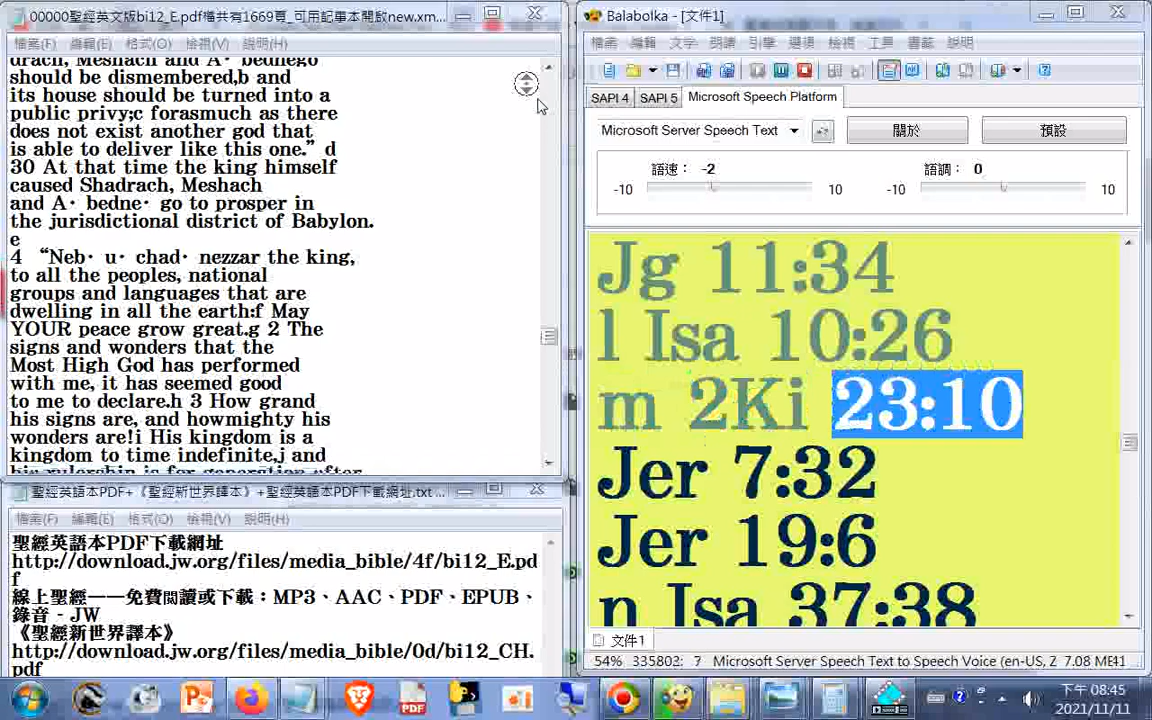 00000聖經英文版bi12_E.pdf檔共有1669頁_可用記事本開啟new.xm...
檔案(F) 編輯(E) 格式(O) 檢視(V) 說明(H)
drach, Meshach and A·bednego
should be dismembered,b and
its house should be turned into a
public privy;c forasmuch as there
does not exist another god that
is able to deliver like this one.” d
30 At that time the king himself
caused Shadrach, Meshach
and A· bedne· go to prosper in
the jurisdictional district of Babylon.
e
4 “Neb· u· chad· nezzar the king,
to all the peoples, national
groups and languages that are
dwelling in all the earth:f May
YOUR peace grow great.g 2 The
signs and wonders that the
Most High God has performed
with me, it has seemed good
to me to declare.h 3 How grand
his signs are, and howmighty his
wonders are!i His kingdom is a
kingdom to time indefinite,j and
his rulership is for generation after
聖經英語本PDF+《聖經新世界譯本》+聖經英語本PDF下載網址.txt ...
檔案(F) 編輯(E) 格式(O) 檢視(V) 說明(H)
聖經英語本PDF下載網址
http://download.jw.org/files/media_bible/4f/bi12_E.pd
f
線上聖經——免費閱讀或下載：MP3、AAC、PDF、EPUB、
錄音 - JW
《聖經新世界譯本》
http://download.jw.org/files/media_bible/0d/bi12_CH.
pdf
Balabolka - [文件1]
檔案 編輯 文字 朗讀 引擎 選項 檢視 工具 書籤 說明
SAPI 4 SAPI 5 Microsoft Speech Platform
Microsoft Server Speech Text 關於 預設
語速： -2 語調： 0
-10 10 -10 10
Jg 11:34
l Isa 10:26
m 2Ki 23:10
Jer 7:32
Jer 19:6
n Isa 37:38
文件1
54% 335802: 7 Microsoft Server Speech Text to Speech Voice (en-US, Z 7.08 ME41
下午 08:45
2021/11/11